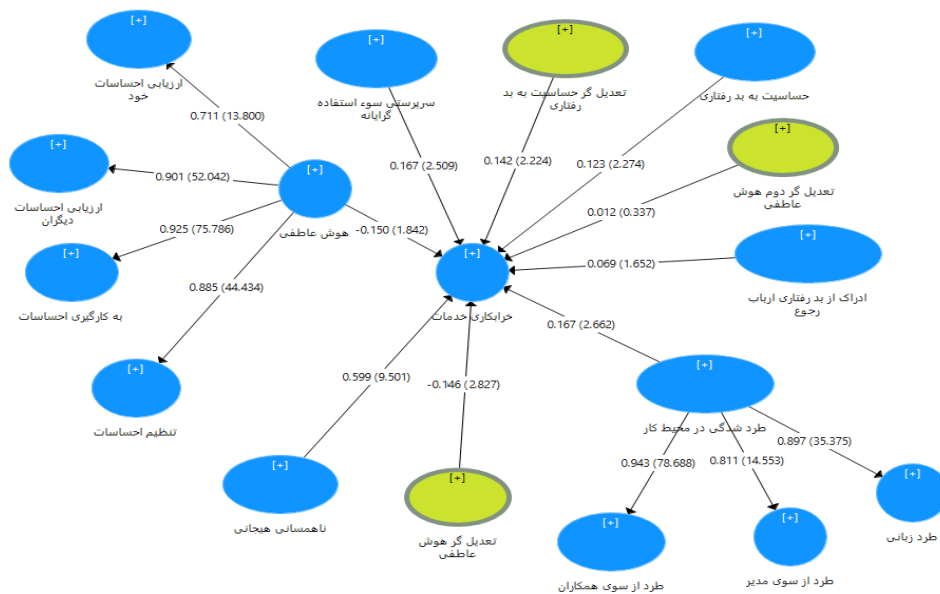 [+]
ارزیابی احساسات
خود
[+]
سرپرستی سوء استفاده
گرایانه
[+]
تعدیل گر حساسیت به بد
رفتاری
[+]
حساسیت به بد رفتاری
0.711 (13.800)
0.167 (2.509)
0.142 (2.224)
0.123 (2.274)
[+]
تعدیل گر دوم هوش
عاطفی
[+]
ارزیابی احساسات
دیگران
0.901 (52.042)
[+]
هوش عاطفی
0.012 (0.337)
0.925 (75.786)
-0.150 (1.842)
[+]
به کارگیری احساسات
[+]
خرابکاری خدمات
0.069 (1.652)
[+]
ادراک از بد رفتاری ارباب
رجوع
0.885 (44.434)
0.167 (2.662)
[+]
تنظیم احساسات
0.599 (9.501)
-0.146 (2.827)
[+]
طرد شدگی در محیط کار
0.897 (35.375)
0.943 (78.688)
0.811 (14.553)
[+]
ناهمسانی هیجانی
[+]
تعدیل گر هوش
عاطفی
[+]
طرد از سوی همکاران
[+]
طرد از سوی مدیر
[+]
طرد زبانی